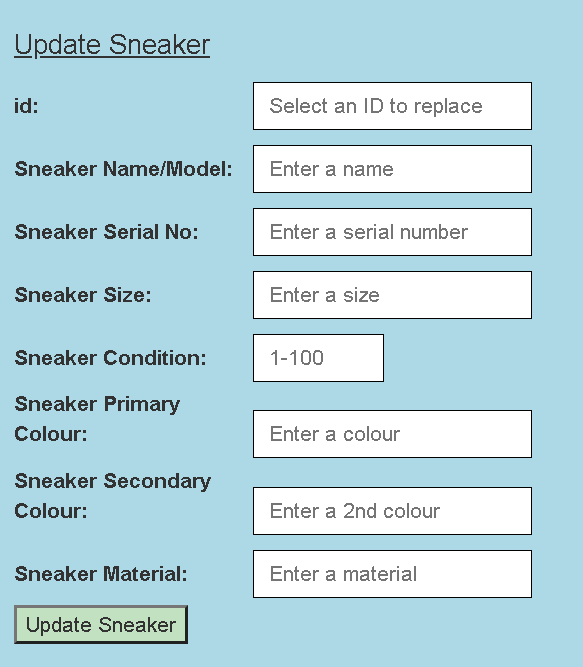 Update Sneaker
id: Select an ID to replace
Sneaker Name/Model: Enter a name
Sneaker Serial No: Enter a serial number
Sneaker Size: Enter a size
Sneaker Condition: 1-100
Sneaker Primary
Colour: Enter a colour
Sneaker Secondary
Colour: Enter a 2nd colour
Sneaker Material: Enter a material
Update Sneaker